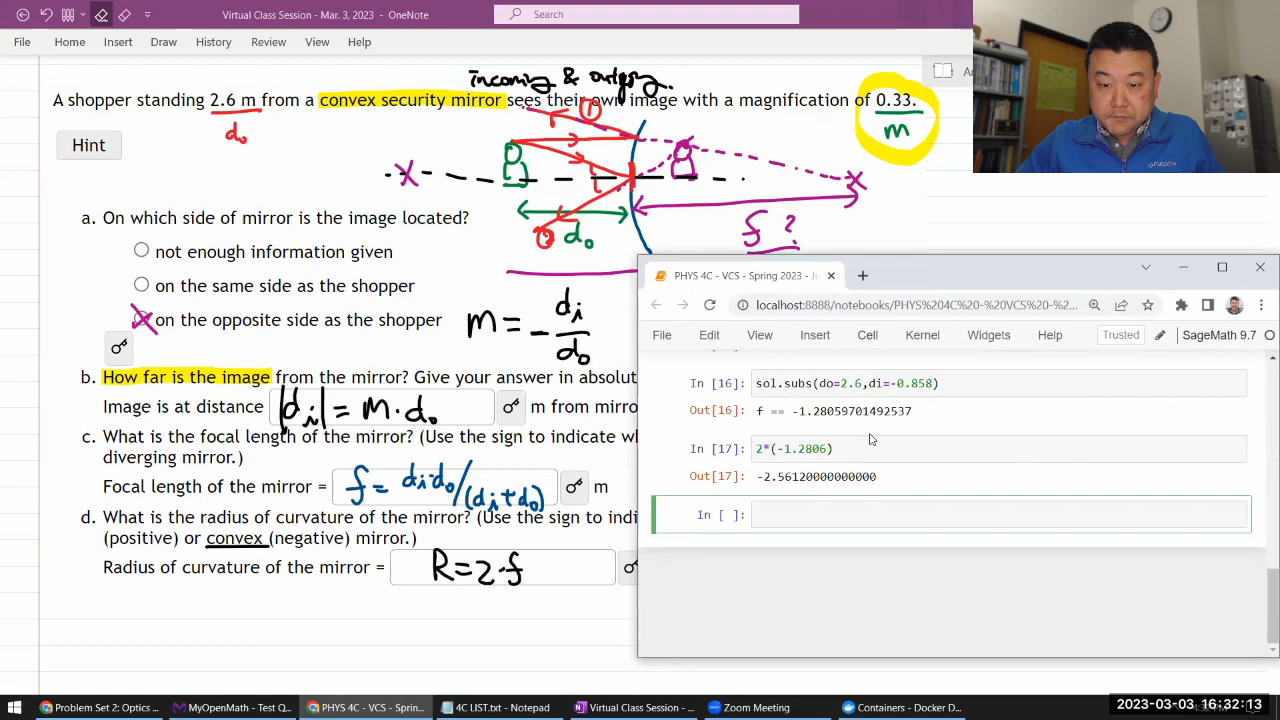 Virtual Class Session - Mar. 3, 2023 - OneNote
Search
File Home Insert Draw History Review View Help
incoming & outgoing.
A shopper standing 2.6 m from a convex security mirror sees their own image with a magnification of 0.33.
do
m
Hint
1
2
do
f ?
a. On which side of mirror is the image located?
not enough information given
on the same side as the shopper
on the opposite side as the shopper
m = - di/do
b. How far is the image from the mirror? Give your answer in absolut
Image is at distance |di| = m·do m from mirror
c. What is the focal length of the mirror? (Use the sign to indicate wh
diverging mirror.)
Focal length of the mirror = f = di·do/(di+do) m
d. What is the radius of curvature of the mirror? (Use the sign to indi
(positive) or convex (negative) mirror.)
Radius of curvature of the mirror = R=2·f
PHYS 4C - VCS - Spring 2023 - Ju
localhost:8888/notebooks/PHYS%204C%20-%20VCS%20-%2...
File Edit View Insert Cell Kernel Widgets Help Trusted SageMath 9.7
In [16]: sol.subs(do=2.6,di=-0.858)
Out[16]: f == -1.28059701492537
In [17]: 2*(-1.2806)
Out[17]: -2.56120000000000
In [ ]:
Problem Set 2: Optics ... MyOpenMath - Goog... PHYS 4C - VCS - Sprin... 4C LIST.txt - Notepad Virtual Class Session -... Zoom Meeting Containers - Docker D...
2023-03-03 16:32:13